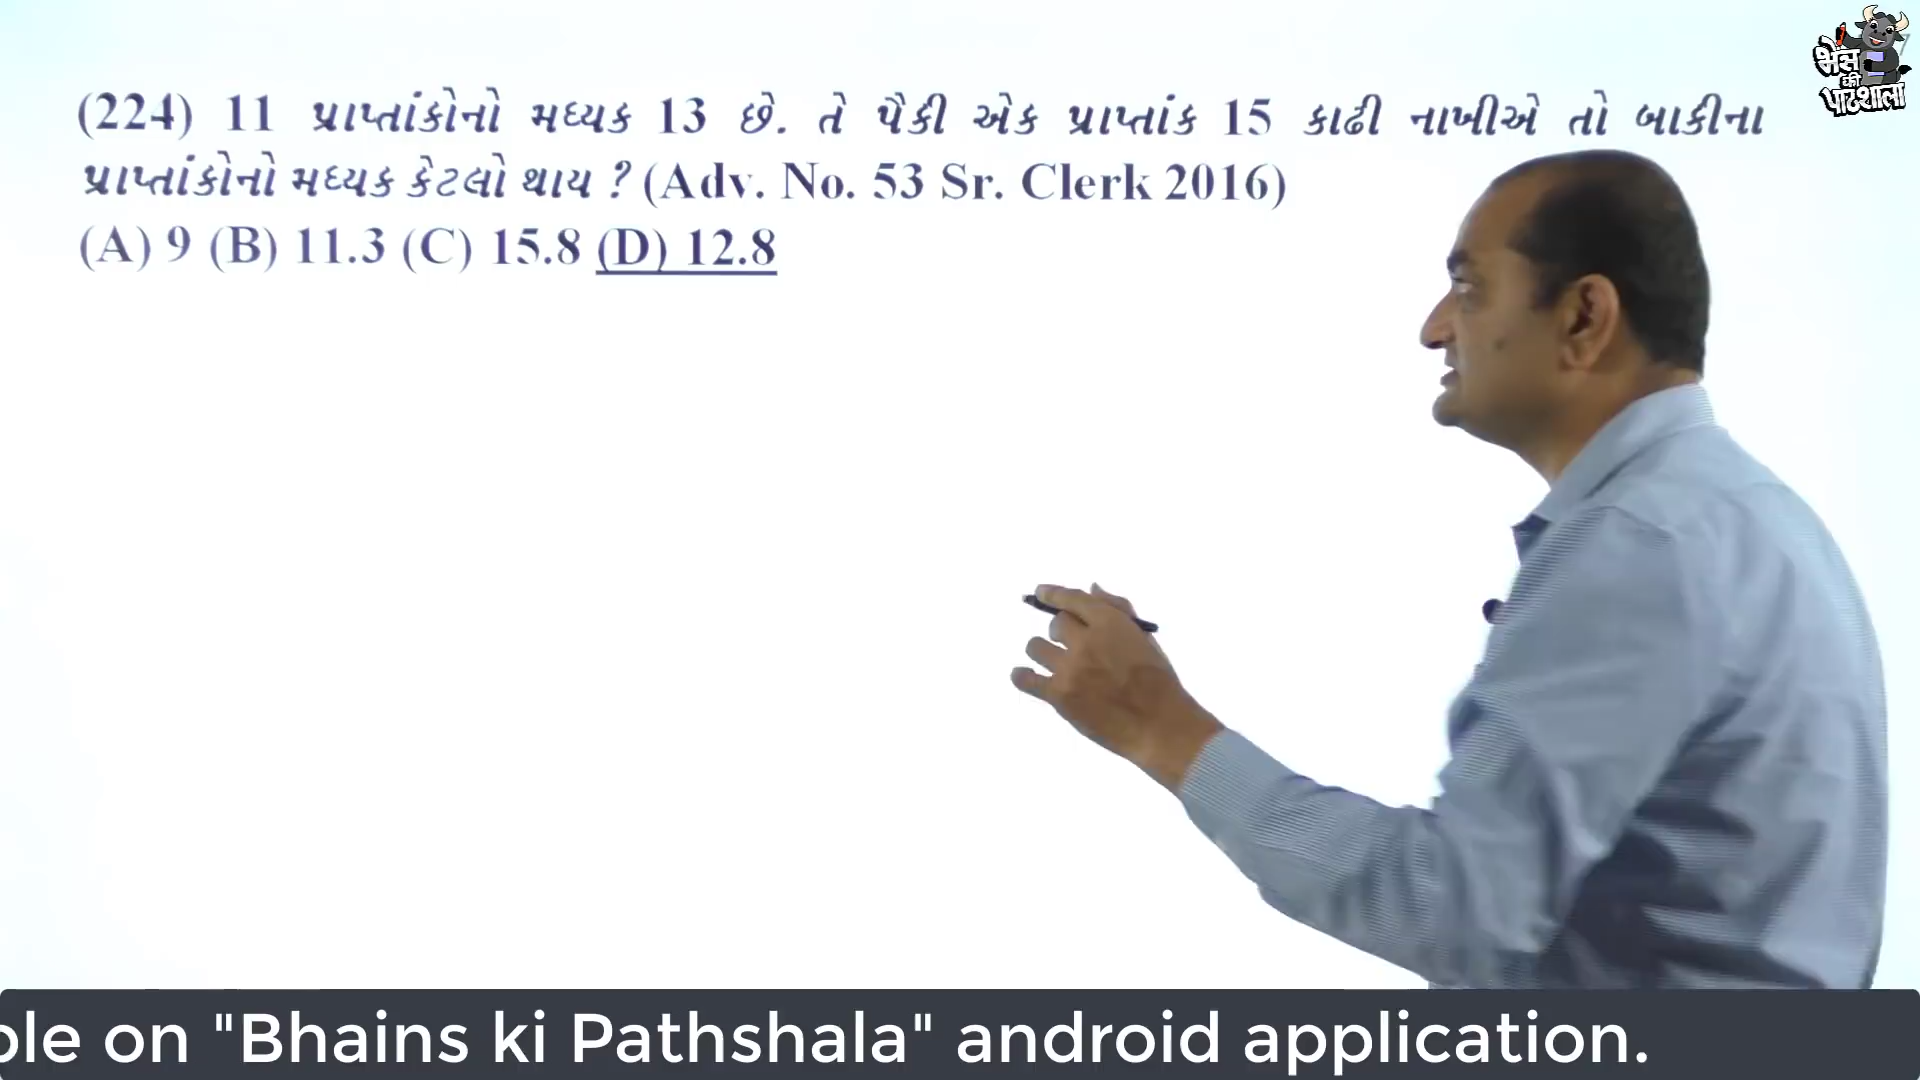 भेंस
की
पाठशाला
(224) 11 પ્રાપ્તાંકોનો મધ્યક 13 છે. તે પૈકી એક પ્રાપ્તાંક 15 કાઢી નાખીએ તો બાકીના
પ્રાપ્તાંકોનો મધ્યક કેટલો થાય ? (Adv. No. 53 Sr. Clerk 2016)
(A) 9 (B) 11.3 (C) 15.8 (D) 12.8
ble on "Bhains ki Pathshala" android application.